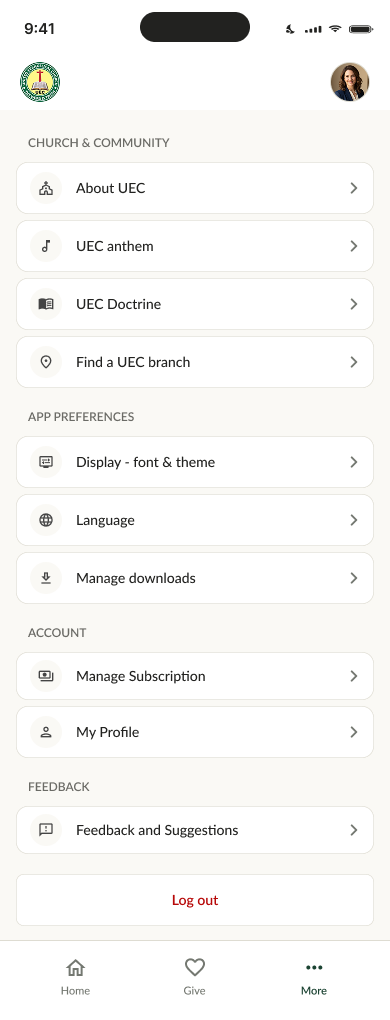 9:41
UEC
CHURCH & COMMUNITY
About UEC
UEC anthem
UEC Doctrine
Find a UEC branch
APP PREFERENCES
Display - font & theme
Language
Manage downloads
ACCOUNT
Manage Subscription
My Profile
FEEDBACK
Feedback and Suggestions
Log out
Home
Give
More